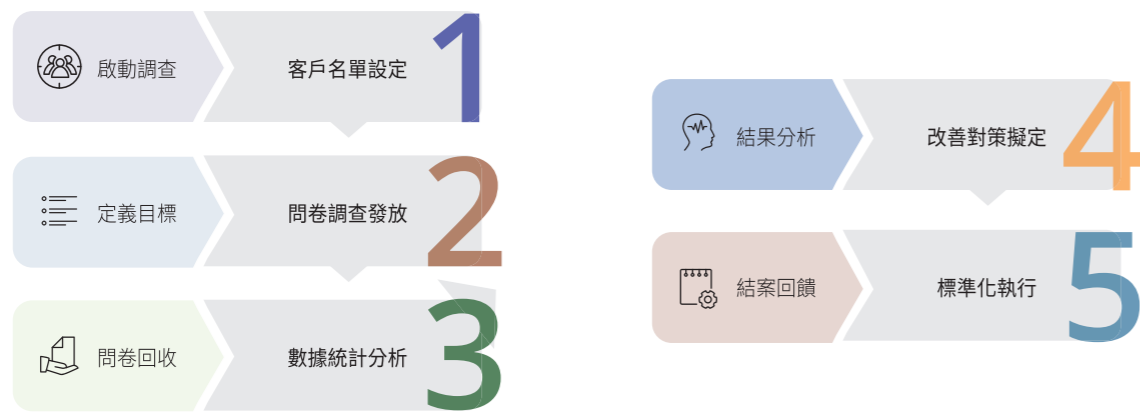 啟動調查
客戶名單設定
1
定義目標
問卷調查發放
2
問卷回收
數據統計分析
3
結果分析
改善對策擬定
4
結案回饋
標準化執行
5